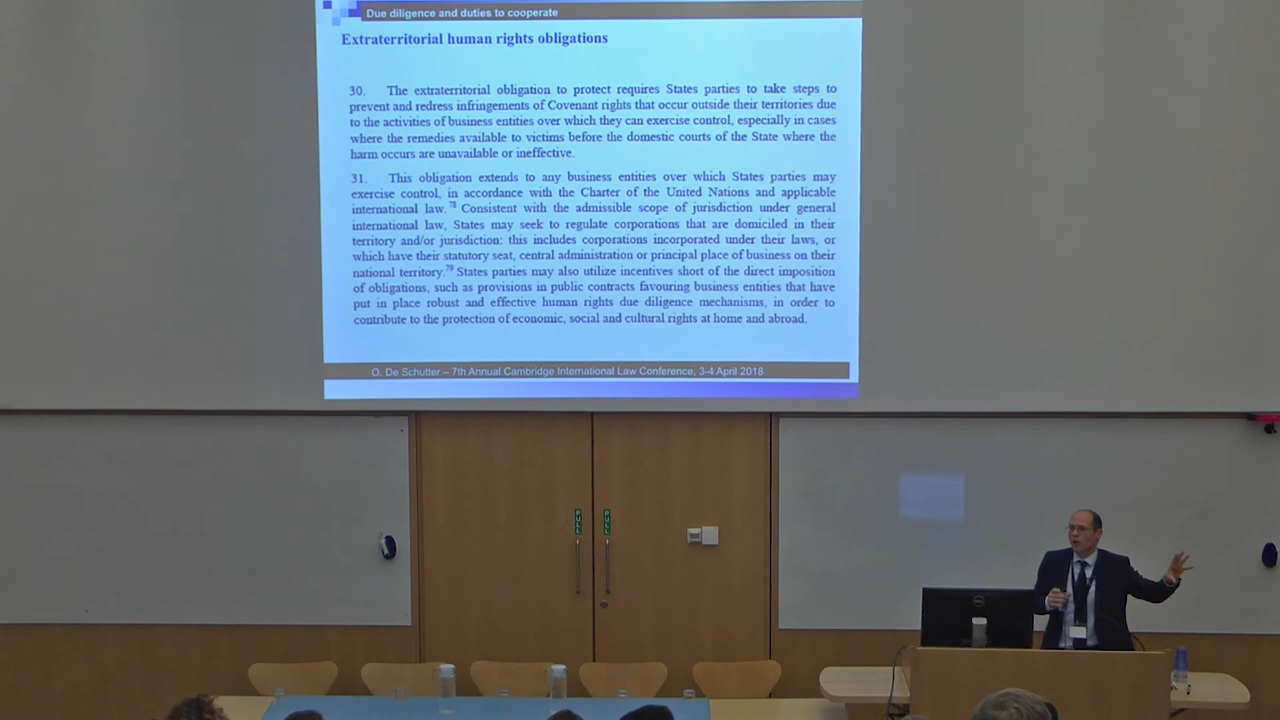 Due diligence and duties to cooperate
Extraterritorial human rights obligations
30. The extraterritorial obligation to protect requires States parties to take steps to
prevent and redress infringements of Covenant rights that occur outside their territories due
to the activities of business entities over which they can exercise control, especially in cases
where the remedies available to victims before the domestic courts of the State where the
harm occurs are unavailable or ineffective.
31. This obligation extends to any business entities over which States parties may
exercise control, in accordance with the Charter of the United Nations and applicable
international law.78 Consistent with the admissible scope of jurisdiction under general
international law, States may seek to regulate corporations that are domiciled in their
territory and/or jurisdiction: this includes corporations incorporated under their laws, or
which have their statutory seat, central administration or principal place of business on their
national territory.79 States parties may also utilize incentives short of the direct imposition
of obligations, such as provisions in public contracts favouring business entities that have
put in place robust and effective human rights due diligence mechanisms, in order to
contribute to the protection of economic, social and cultural rights at home and abroad.
O. De Schutter – 7th Annual Cambridge International Law Conference, 3-4 April 2018
PULL
PULL
DELL